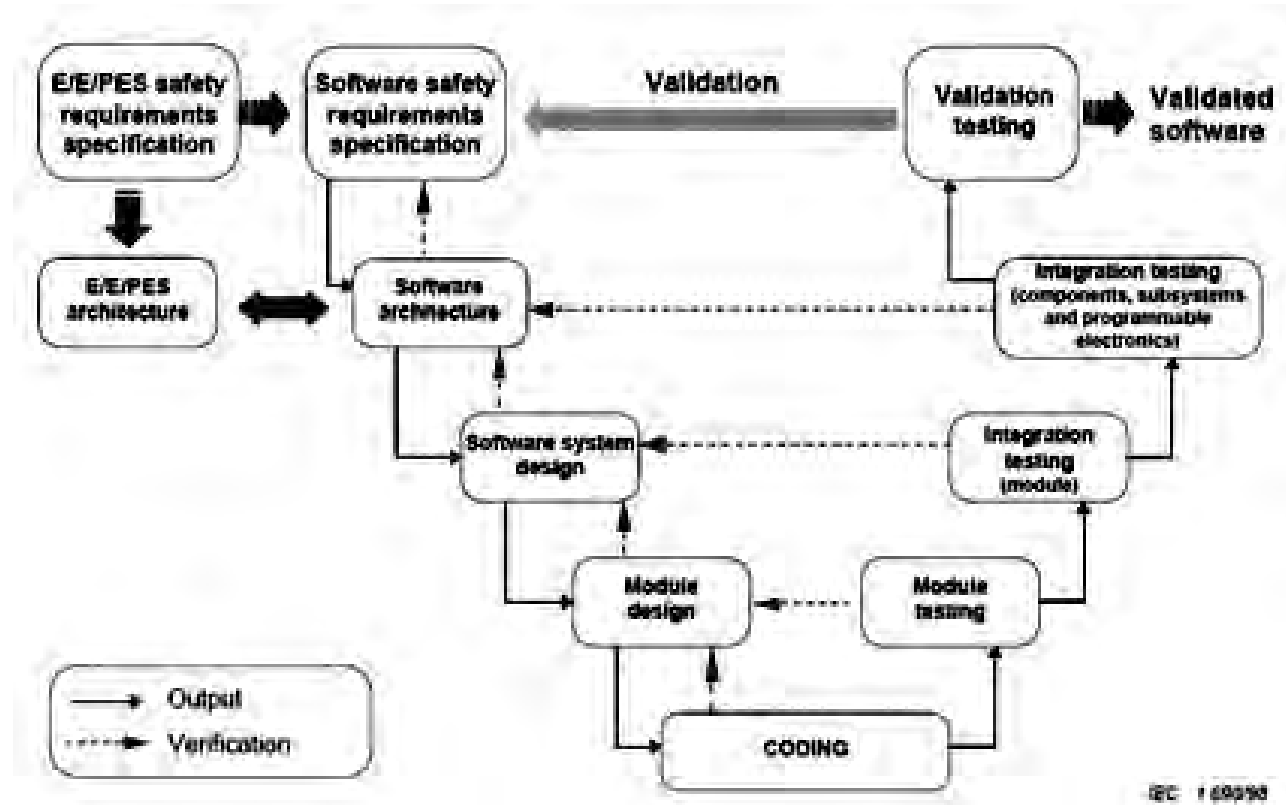 E/E/PES safety
requirements
specification
Software safety
requirements
specification
Validation
Validation
testing
Validated
software
E/E/PES
architecture
Software
architecture
Integration testing
(components, subsystems
and programmable
electronics)
Software system
design
Integration
testing
(module)
Module
design
Module
testing
Output
Verification
CODING
IEC